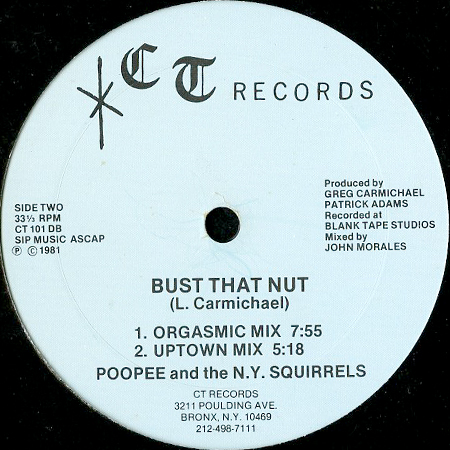 CT RECORDS
SIDE TWO
33⅓ RPM
CT 101 DB
SIP MUSIC ASCAP
Ⓟ © 1981
Produced by
GREG CARMICHAEL
PATRICK ADAMS
Recorded at
BLANK TAPE STUDIOS
Mixed by
JOHN MORALES
BUST THAT NUT
(L. Carmichael)
1. ORGASMIC MIX 7:55
2. UPTOWN MIX 5:18
POOPEE and the N.Y. SQUIRRELS
CT RECORDS
3211 POULDING AVE.
BRONX, N.Y. 10469
212-498-7111